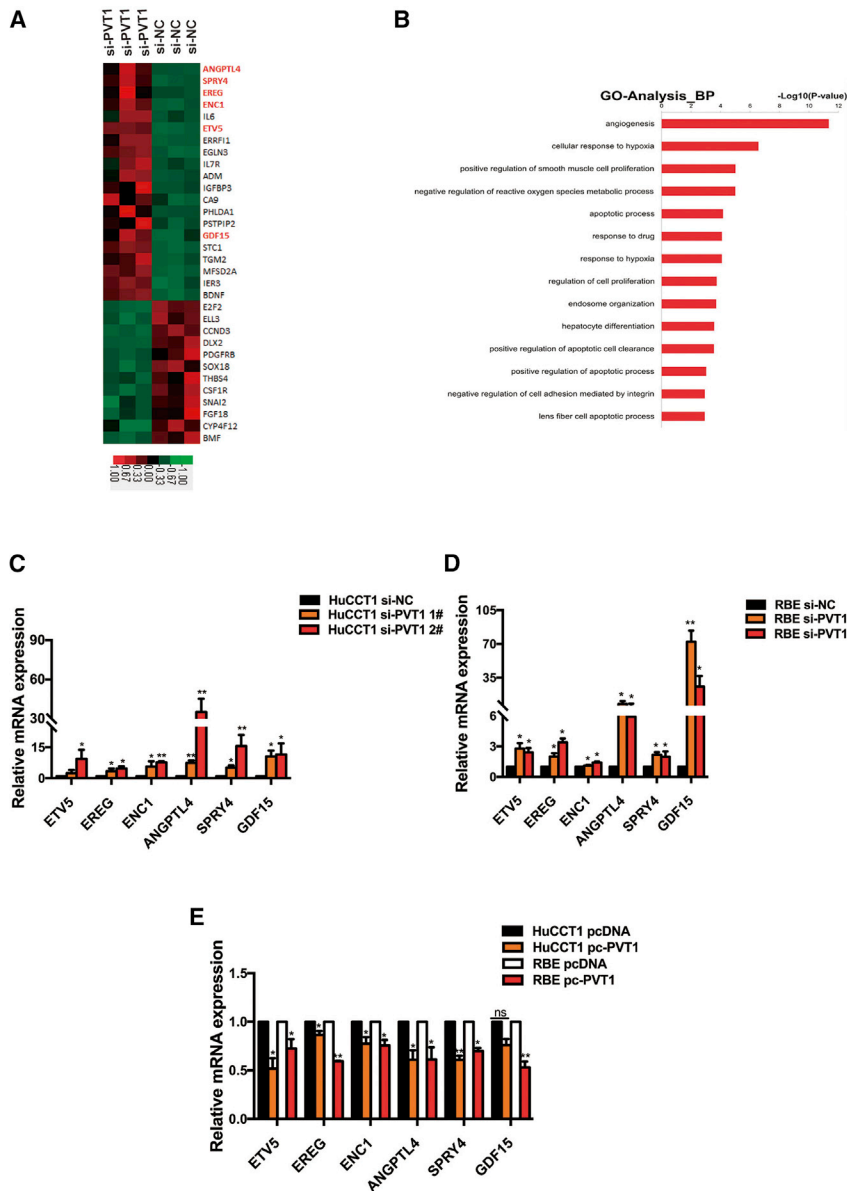 A
si-PVT1
si-PVT1
si-PVT1
si-NC
si-NC
si-NC
ANGPTL4
SPRY4
EREG
ENC1
IL6
ETV5
ERRFI1
EGLN3
IL7R
ADM
IGFBP3
CA9
PHLDA1
PSTPIP2
GDF15
STC1
TGM2
MFSD2A
IER3
BDNF
E2F2
ELL3
CCND3
DLX2
PDGFRB
SOX18
THBS4
CSF1R
SNAI2
FGF18
CYP4F12
BMF
1.00
0.67
0.33
0.00
-0.33
-0.67
-1.00
B
GO-Analysis_BP
-Log10(P-value)
0 2 4 6 8 10 12
angiogenesis
cellular response to hypoxia
positive regulation of smooth muscle cell proliferation
negative regulation of reactive oxygen species metabolic process
apoptotic process
response to drug
response to hypoxia
regulation of cell proliferation
endosome organization
hepatocyte differentiation
positive regulation of apoptotic cell clearance
positive regulation of apoptotic process
negative regulation of cell adhesion mediated by integrin
lens fiber cell apoptotic process
C
HuCCT1 si-NC
HuCCT1 si-PVT1 1#
HuCCT1 si-PVT1 2#
Relative mRNA expression
90
60
30
15
0
* * * * ** ** ** * ** * *
ETV5
EREG
ENC1
ANGPTL4
SPRY4
GDF15
D
RBE si-NC
RBE si-PVT1
RBE si-PVT1
Relative mRNA expression
105
75
45
6
3
0
* * * * * * * * * * ** *
ETV5
EREG
ENC1
ANGPTL4
SPRY4
GDF15
E
HuCCT1 pcDNA
HuCCT1 pc-PVT1
RBE pcDNA
RBE pc-PVT1
Relative mRNA expression
1.5
1.0
0.5
0.0
* * * ** * * * * ** * ns **
ETV5
EREG
ENC1
ANGPTL4
SPRY4
GDF15